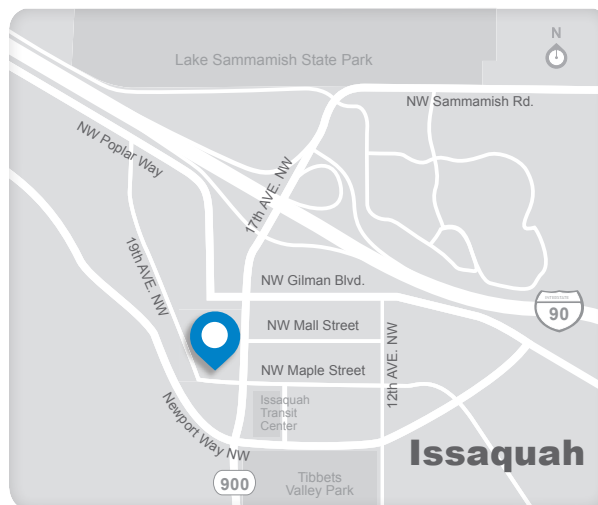 Lake Sammamish State Park
N
NW Sammamish Rd.
NW Poplar Way
17th AVE. NW
19th AVE. NW
NW Gilman Blvd.
INTERSTATE
90
NW Mall Street
12th AVE. NW
NW Maple Street
Issaquah
Transit
Center
Newport Way NW
Issaquah
900
Tibbets
Valley Park